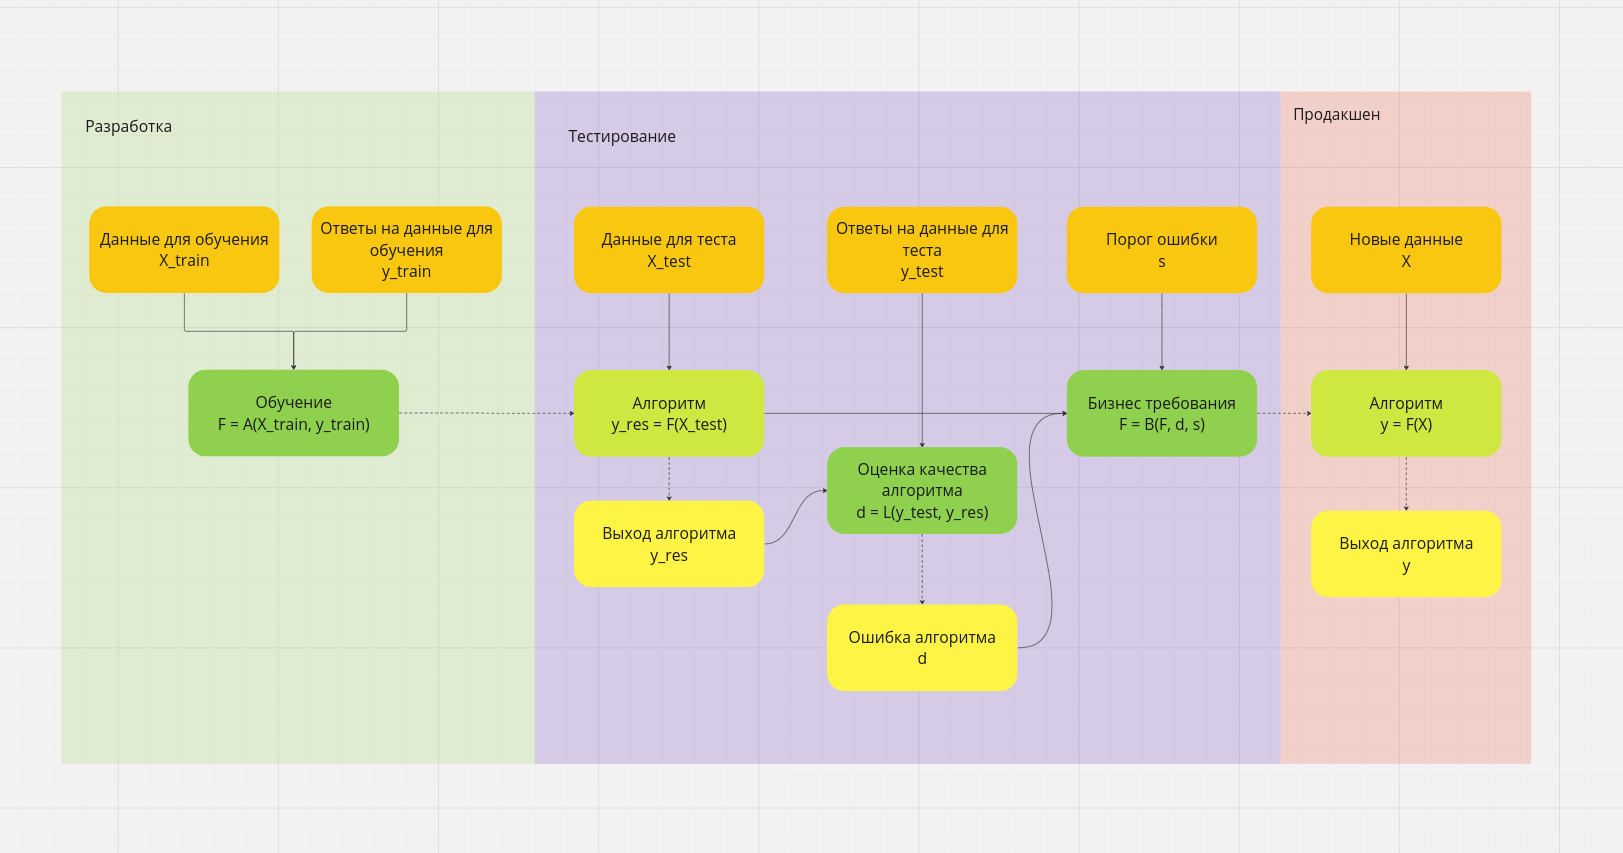 Разработка
Тестирование
Продакшен
Данные для обучения
X_train
Ответы на данные для
обучения
y_train
Данные для теста
X_test
Ответы на данные для
теста
y_test
Порог ошибки
s
Новые данные
X
Обучение
F = A(X_train, y_train)
Алгоритм
y_res = F(X_test)
Бизнес требования
F = B(F, d, s)
Алгоритм
y = F(X)
Оценка качества
алгоритма
d = L(y_test, y_res)
Выход алгоритма
y_res
Выход алгоритма
y
Ошибка алгоритма
d